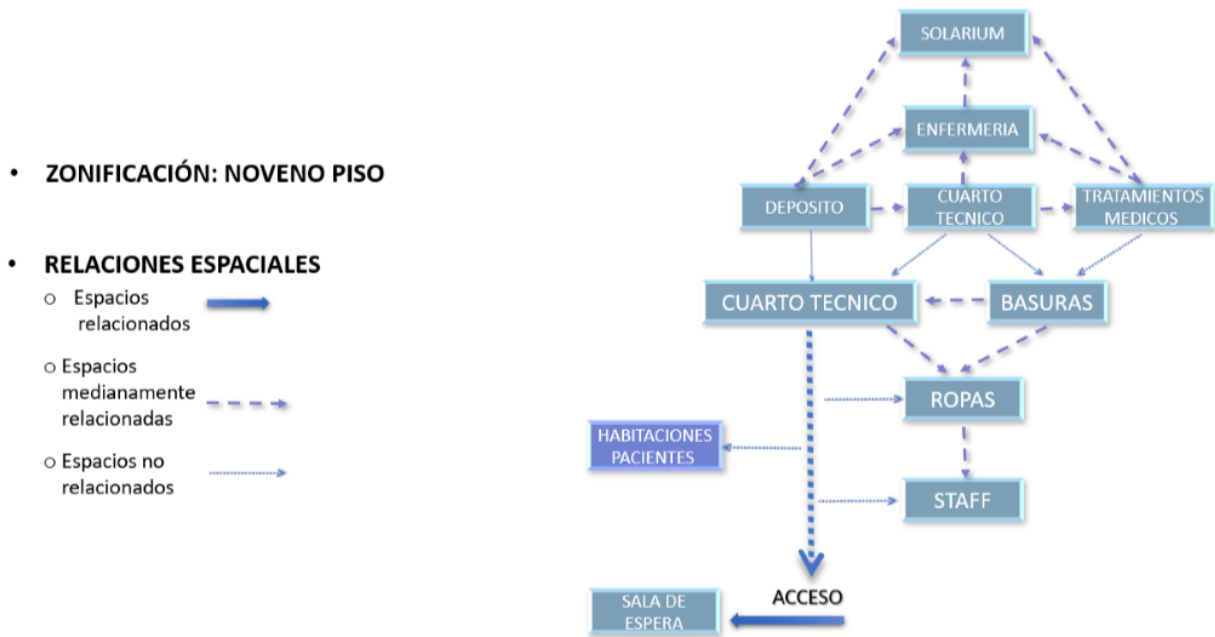 • ZONIFICACIÓN: NOVENO PISO
• RELACIONES ESPACIALES
o Espacios
relacionados
o Espacios
medianamente
relacionadas
o Espacios no
relacionados
SOLARIUM
ENFERMERIA
DEPOSITO
CUARTO
TECNICO
TRATAMIENTOS
MEDICOS
CUARTO TECNICO
BASURAS
ROPAS
HABITACIONES
PACIENTES
STAFF
ACCESO
SALA DE
ESPERA